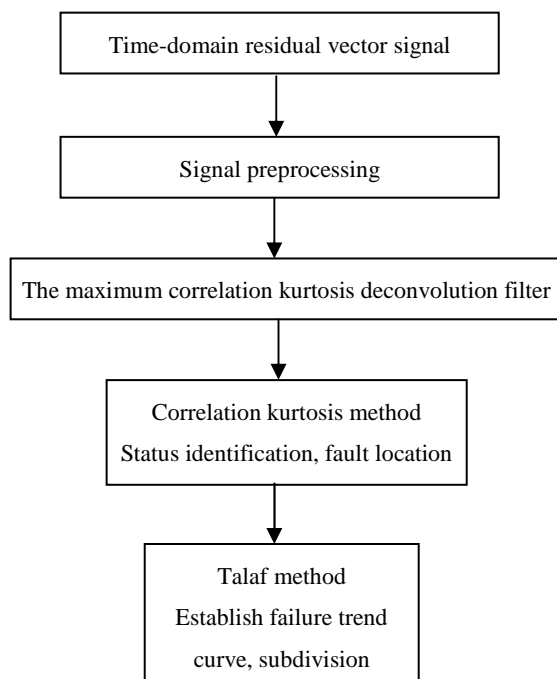 Time-domain residual vector signal
Signal preprocessing
The maximum correlation kurtosis deconvolution filter
Correlation kurtosis method
Status identification, fault location
Talaf method
Establish failure trend
curve, subdivision